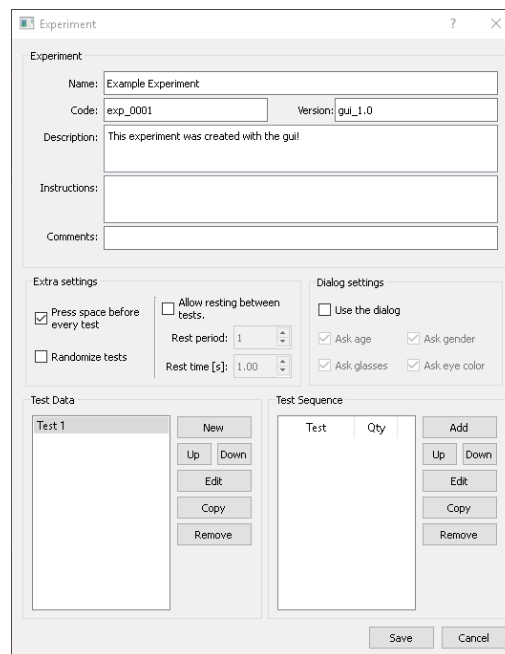 Experiment
?
Experiment
Name: Example Experiment
Code: exp_0001 Version: gui_1.0
Description: This experiment was created with the gui!
Instructions:
Comments:
Extra settings
Press space before
every test
Randomize tests
Allow resting between
tests.
Rest period: 1
Rest time [s]: 1.00
Dialog settings
Use the dialog
Ask age Ask gender
Ask glasses Ask eye color
Test Data
Test 1
New
Up Down
Edit
Copy
Remove
Test Sequence
Test Qty
Add
Up Down
Edit
Copy
Remove
Save Cancel